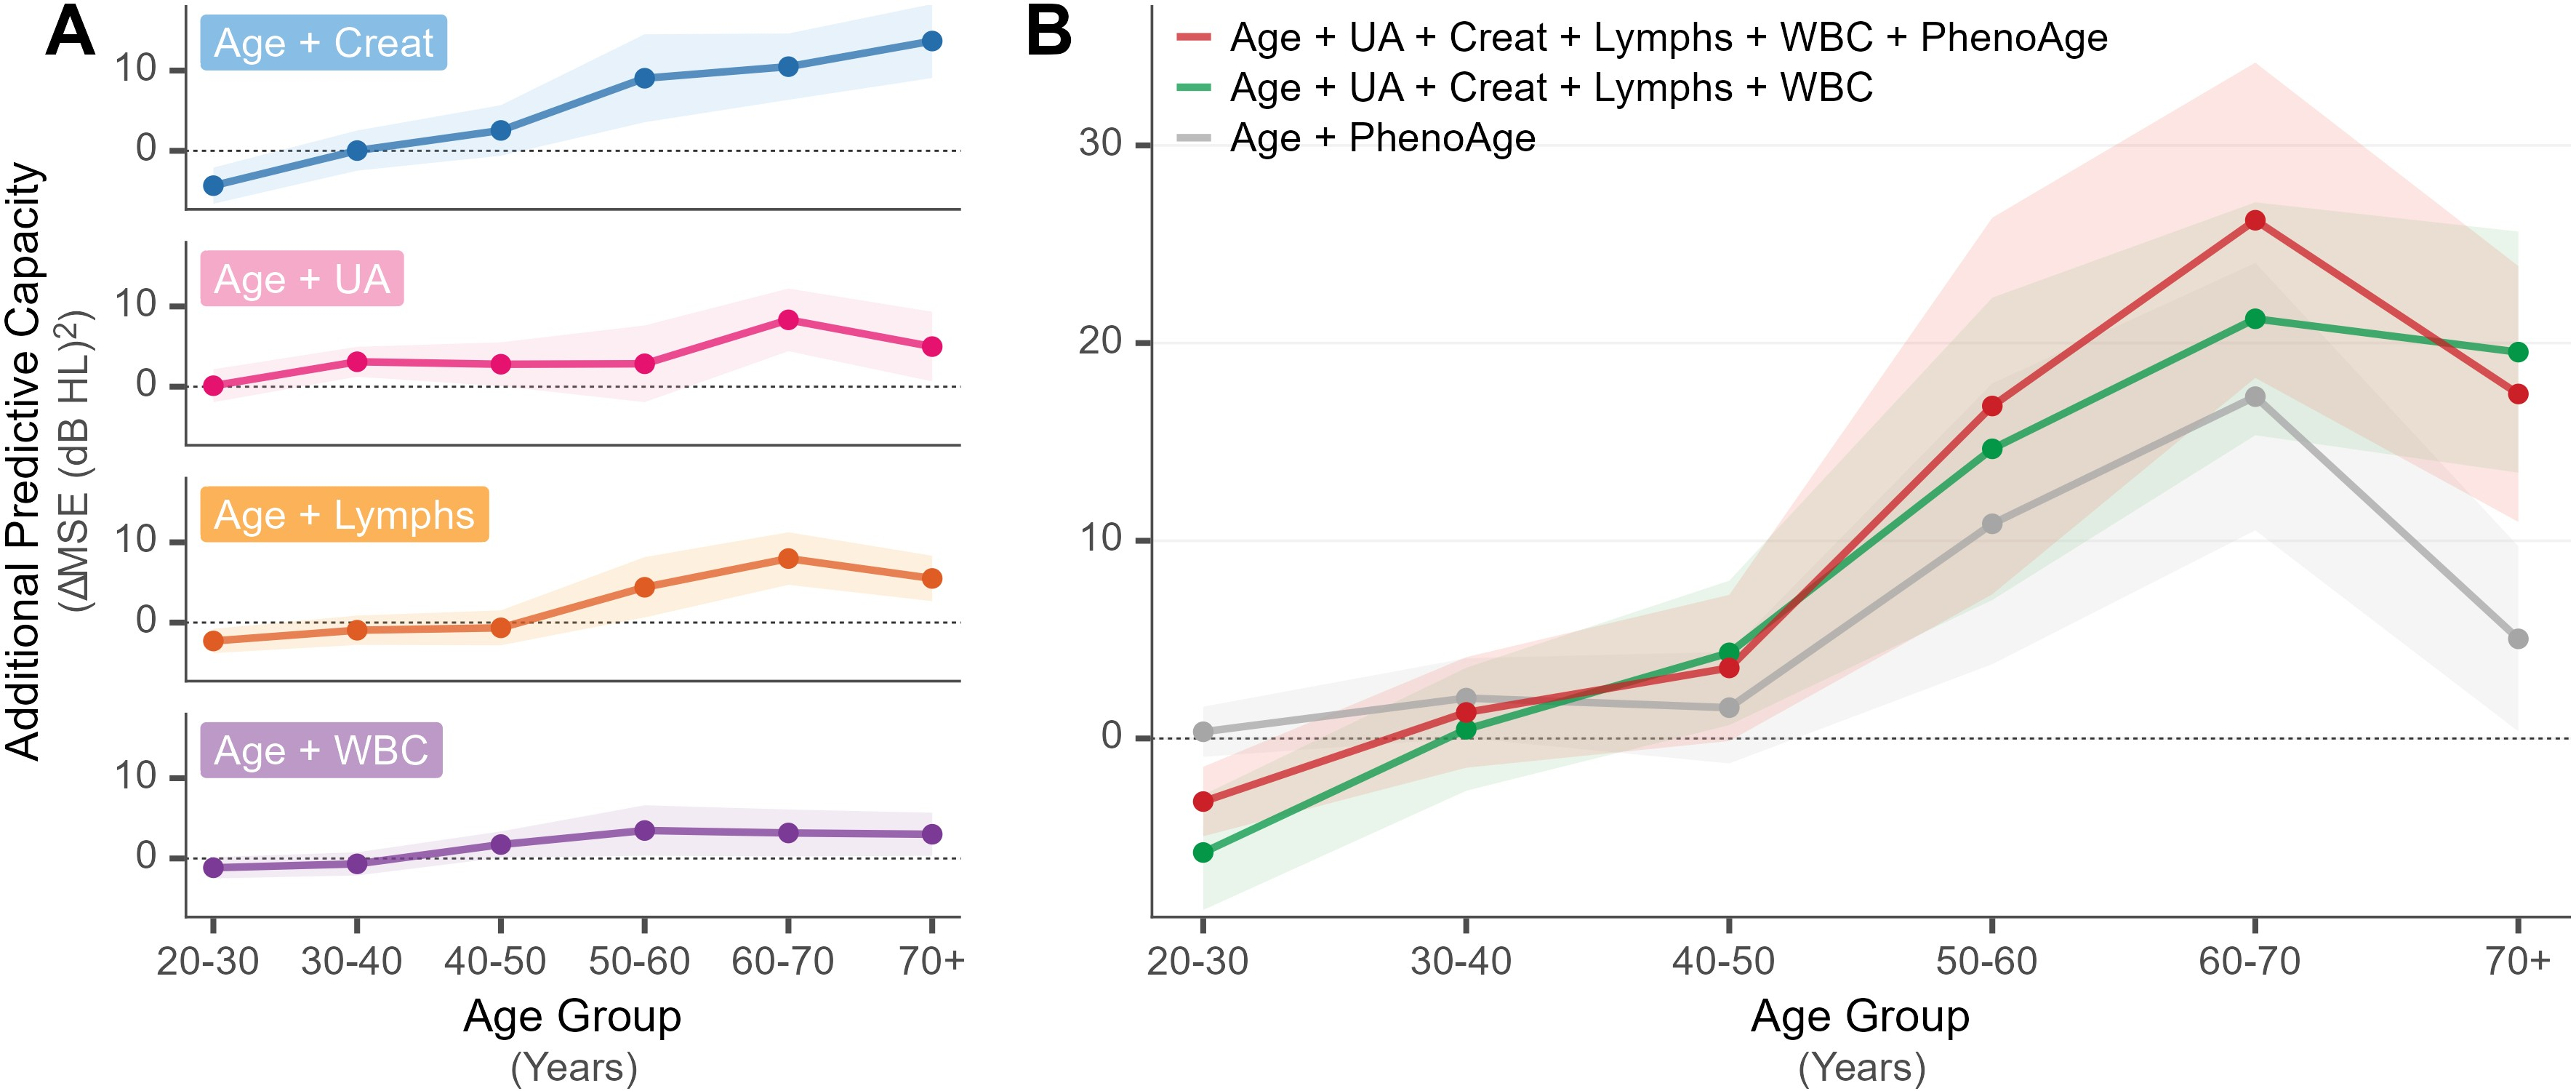 A
Additional Predictive Capacity
(ΔMSE (dB HL)²)
Age + Creat
10
0
Age + UA
10
0
Age + Lymphs
10
0
Age + WBC
10
0
20-30 30-40 40-50 50-60 60-70 70+
Age Group
(Years)
B
Age + UA + Creat + Lymphs + WBC + PhenoAge
Age + UA + Creat + Lymphs + WBC
Age + PhenoAge
30
20
10
0
20-30 30-40 40-50 50-60 60-70 70+
Age Group
(Years)